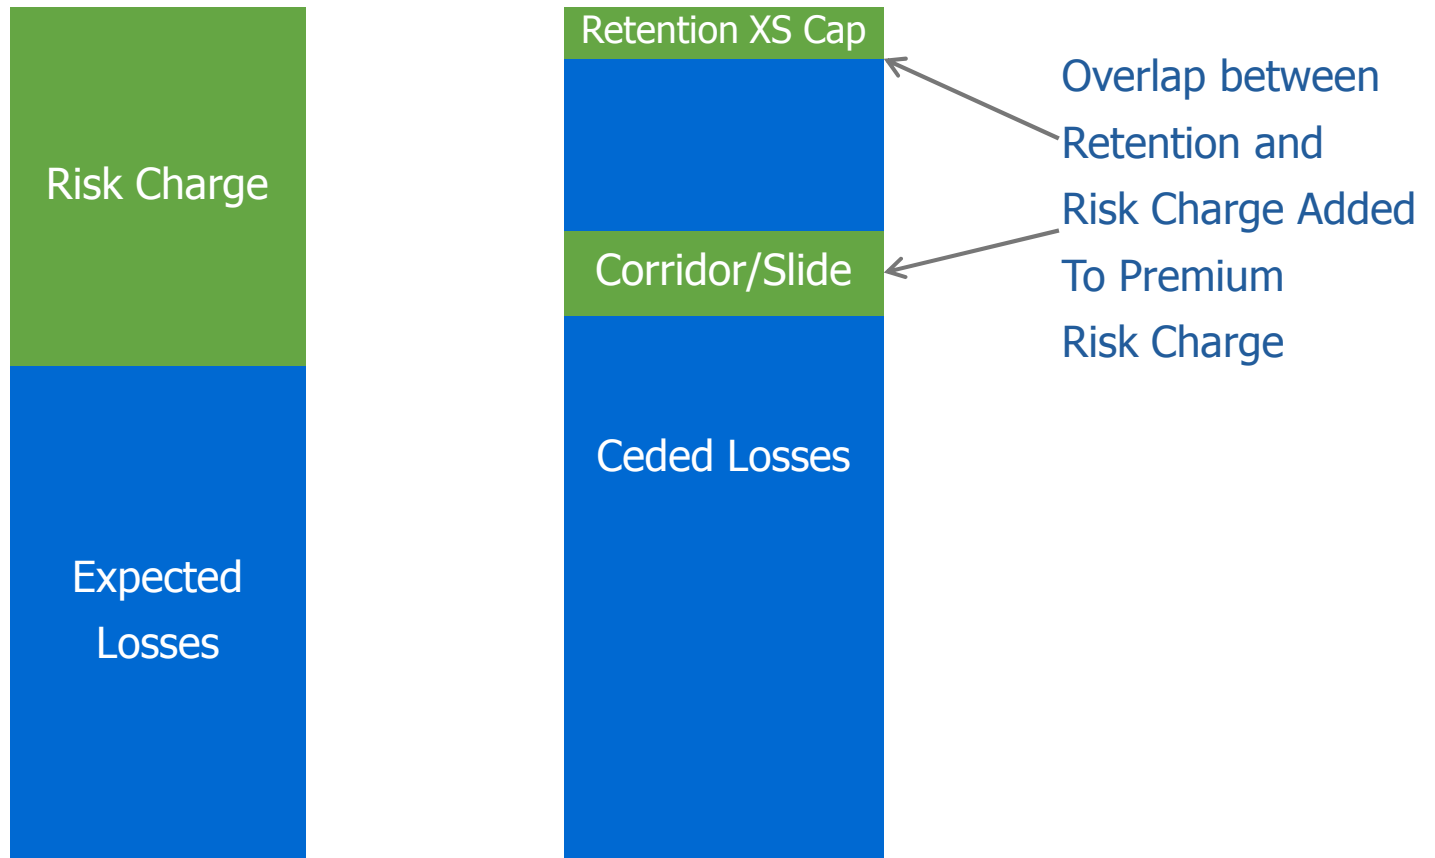 Risk Charge
Expected
Losses
Retention XS Cap
Corridor/Slide
Ceded Losses
Overlap between
Retention and
Risk Charge Added
To Premium
Risk Charge